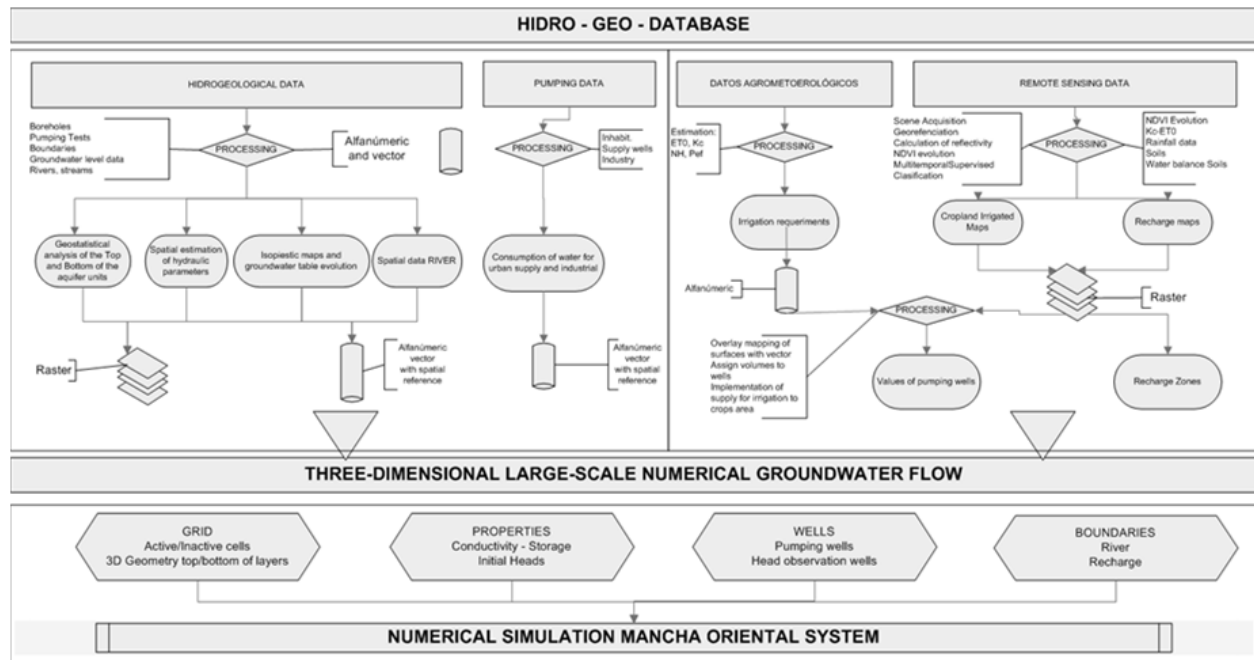 HIDRO - GEO - DATABASE
HIDROGEOLOGICAL DATA
Boreholes
Pumping Tests
Boundaries
Groundwater level data
Rivers, streams
PROCESSING
Alfanúmeric
and vector
Geostatistical
analysis of the Top
and Bottom of the
aquifer units
Spatial estimation
of hydraulic
parameters
Isopiestic maps and
groundwater table evolution
Spatial data RIVER
Raster
Alfanúmeric
vector
with spatial
reference
PUMPING DATA
PROCESSING
Inhabit.
Supply wells
Industry
Consumption of water for
urban supply and industrial
Alfanúmeric
vector
with spatial
reference
DATOS AGROMETOEROLÓGICOS
Estimation:
ET0, Kc
NH, Pef
PROCESSING
Irrigation requeriments
Alfanúmeric
REMOTE SENSING DATA
Scene Acquisition
Georefenciation
Calculation of reflectivity
NDVI evolution
MultitemporalSupervised
Clasification
PROCESSING
NDVI Evolution
Kc-ET0
Rainfall data
Soils
Water balance Soils
Cropland Irrigated
Maps
Recharge maps
Raster
PROCESSING
Overlay mapping of
surfaces with vector
Assign volumes to
wells
Implementation of
supply for irrigation to
crops area
Values of pumping wells
Recharge Zones
THREE-DIMENSIONAL LARGE-SCALE NUMERICAL GROUNDWATER FLOW
GRID
Active/Inactive cells
3D Geometry top/bottom of layers
PROPERTIES
Conductivity - Storage
Initial Heads
WELLS
Pumping wells
Head observation wells
BOUNDARIES
River
Recharge
NUMERICAL SIMULATION MANCHA ORIENTAL SYSTEM